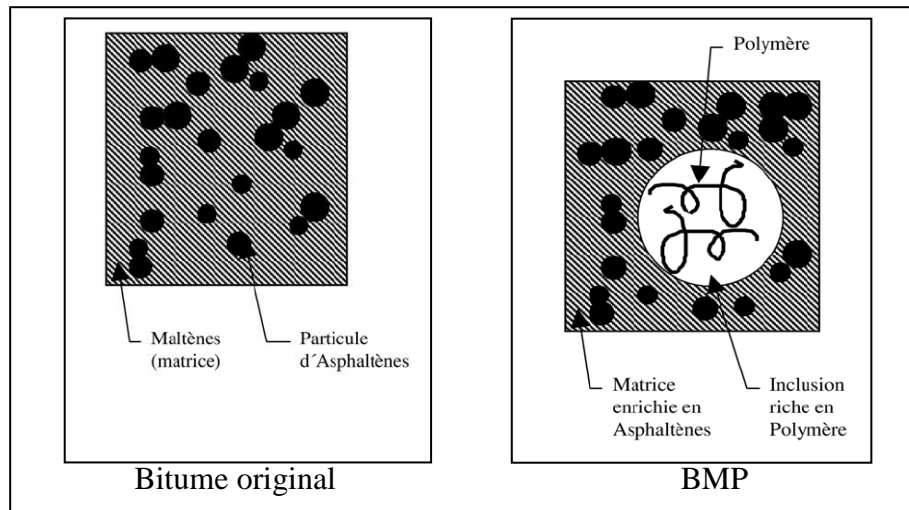 Maltènes
(matrice)
Particule
d´Asphaltènes
Bitume original
Polymère
Matrice
enrichie en
Asphaltènes
Inclusion
riche en
Polymère
BMP